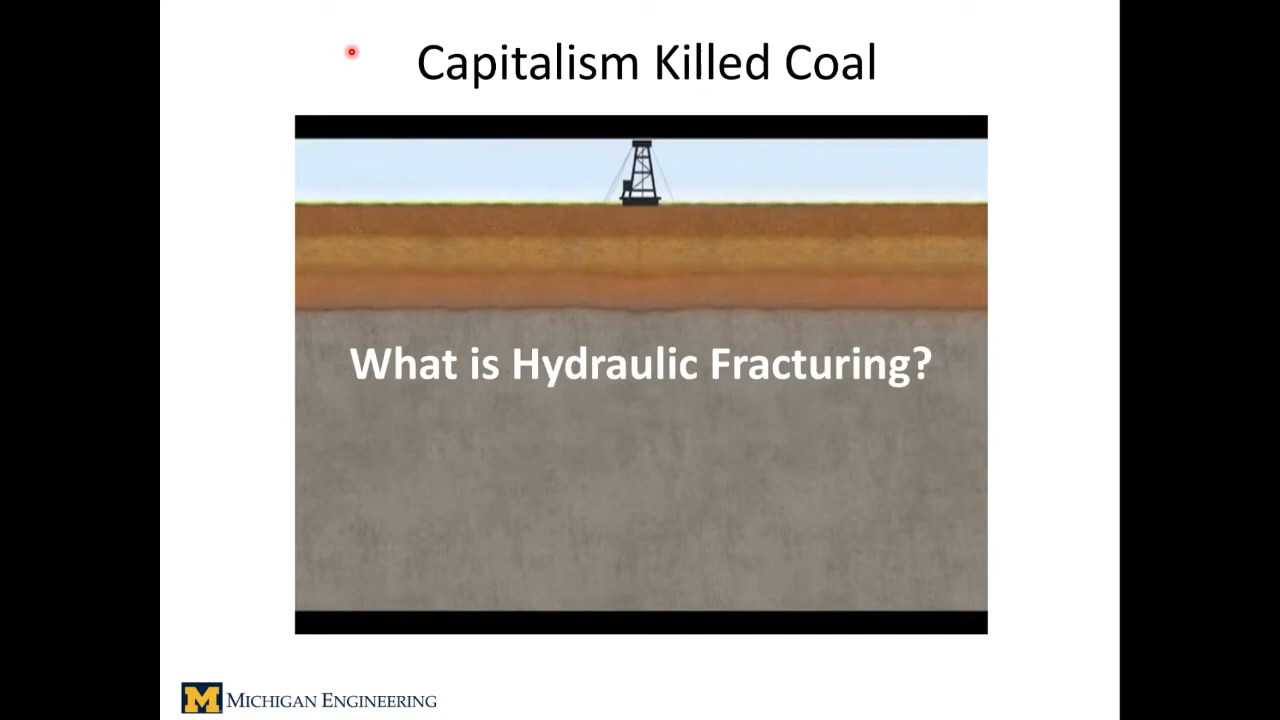 Capitalism Killed Coal
What is Hydraulic Fracturing?
M MICHIGAN ENGINEERING